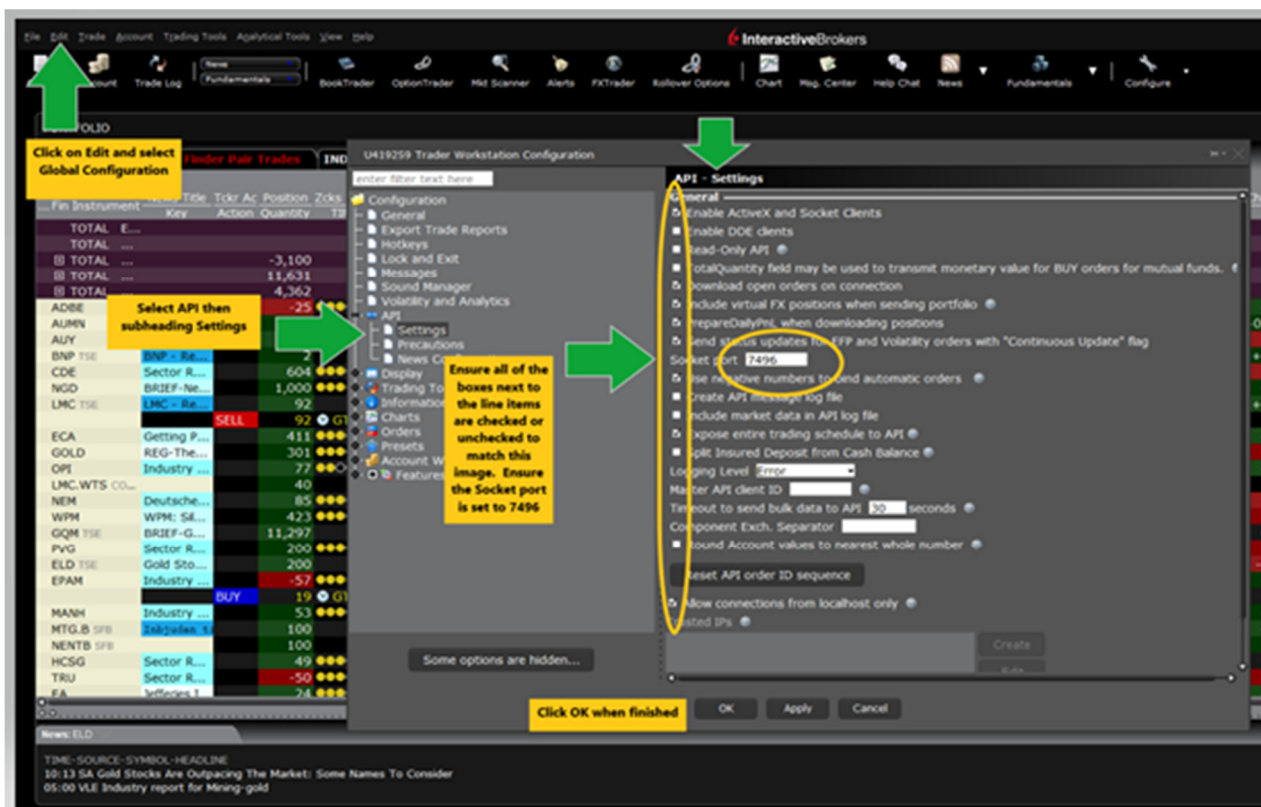 File Edit Trade Account Trading Tools Analytical Tools View Help
InteractiveBrokers
News
Fundamentals
Trade Log BookTrader OptionTrader Mkt Scanner Alerts FXTrader Rollover Options Chart Msg. Center Help Chat News Fundamentals Configure
Click on Edit and select
Global Configuration
Finder Pair Trades IND
U419259 Trader Workstation Configuration
enter filter text here
Configuration
General
Export Trade Reports
Hotkeys
Lock and Exit
Messages
Sound Manager
Volatility and Analytics
API
Settings
Precautions
Display
Information
Charts
Orders
Presets
Features
Fin Instrument Title Tckr Ac Position Zcks
Key Action Quantity
TOTAL E...
TOTAL ...
TOTAL ... -3,100
TOTAL ... 11,631
TOTAL ... 4,362
ADBE -25
AUMN
AUY
BNP TSE BNP - Re... 2
CDE Sector R... 604
NGD BRIEF-Ne... 1,000
LMC TSE LMC - Re... 92
SELL 92
ECA Getting P... 411
GOLD REG-The... 301
OPI Industry ... 77
LMC.WTS CO... 40
NEM Deutsche... 85
WPM WPM: Sil... 423
GQM TSE BRIEF-G... 11,297
PVG Sector R... 200
ELD TSE Gold Sto... 200
EPAM Industry ... -57
BUY 19
MANH Industry ... 53
MTG.B SFB 100
NENTB SFB 100
HCSG Sector R... 49
TRU Sector R... -50
EA Jefferies I... 24
Select API then
subheading Settings
Ensure all of the
boxes next to
the line items
are checked or
unchecked to
match this
image. Ensure
the Socket port
is set to 7496
API - Settings
General
Enable ActiveX and Socket Clients
Enable DDE clients
Read-Only API
TotalQuantity field may be used to transmit monetary value for BUY orders for mutual funds.
Download open orders on connection
Include virtual FX positions when sending portfolio
PrepareDailyPnL when downloading positions
Send status updates for EFP and Volatility orders with "Continuous Update" flag
Socket port 7496
Use negative numbers to bind automatic orders
Create API message log file
Include market data in API log file
Expose entire trading schedule to API
Split Insured Deposit from Cash Balance
Logging Level Error
Master API client ID
Timeout to send bulk data to API 30 seconds
Component Exch. Separator
Round Account values to nearest whole number
Reset API order ID sequence
Allow connections from localhost only
Trusted IPs
Create
Edit
Some options are hidden...
Click OK when finished
OK Apply Cancel
News: ELD
TIME-SOURCE-SYMBOL-HEADLINE
10:13 SA Gold Stocks Are Outpacing The Market: Some Names To Consider
05:00 VLE Industry report for Mining-gold